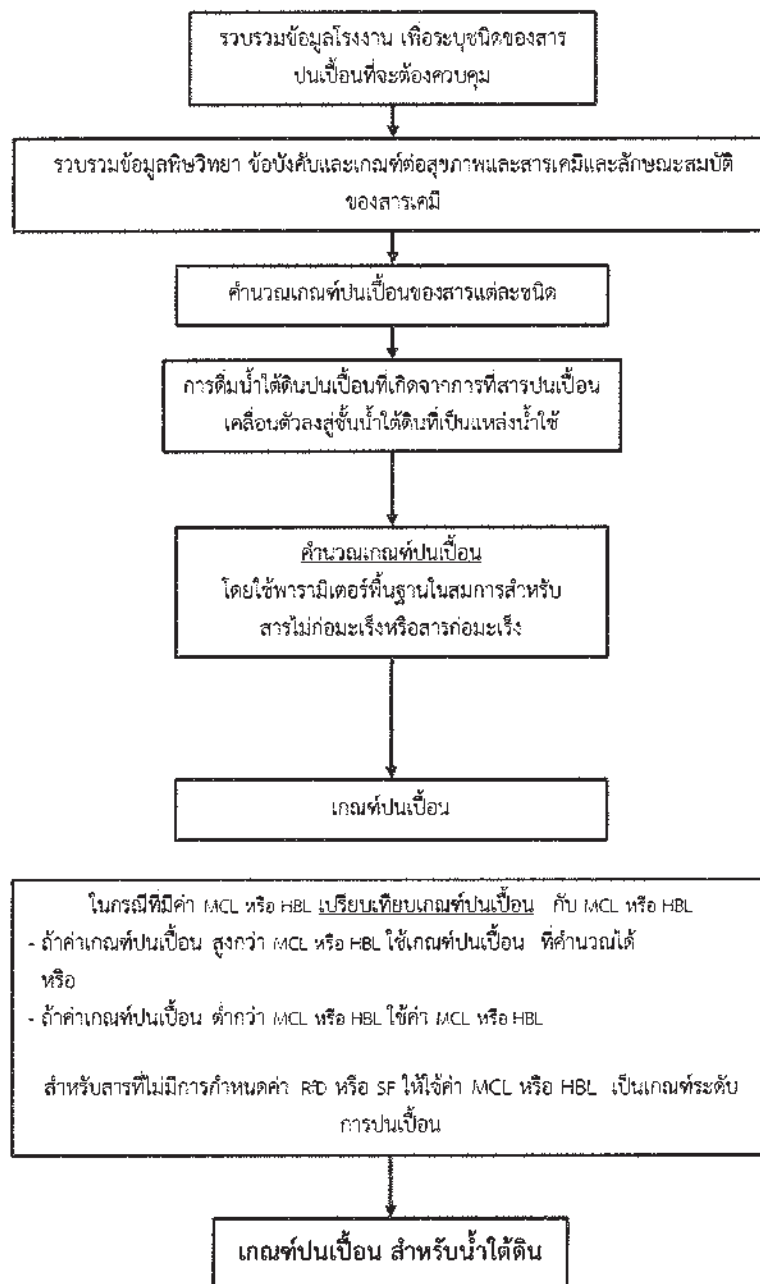 รวบรวมข้อมูลโรงงาน เพื่อระบุชนิดของสาร
ปนเปื้อนที่จะต้องควบคุม
รวบรวมข้อมูลพิษวิทยา ข้อบังคับและเกณฑ์ต่อสุขภาพและสารเคมีและลักษณะสมบัติ
ของสารเคมี
คำนวณเกณฑ์ปนเปื้อนของสารแต่ละชนิด
การดื่มน้ำใต้ดินปนเปื้อนที่เกิดจากการที่สารปนเปื้อน
เคลื่อนตัวลงสู่ชั้นน้ำใต้ดินที่เป็นแหล่งน้ำใช้
คำนวณเกณฑ์ปนเปื้อน
โดยใช้พารามิเตอร์พื้นฐานในสมการสำหรับ
สารไม่ก่อมะเร็งหรือสารก่อมะเร็ง
เกณฑ์ปนเปื้อน
ในกรณีที่มีค่า MCL หรือ HBL เปรียบเทียบเกณฑ์ปนเปื้อน กับ MCL หรือ HBL
- ถ้าค่าเกณฑ์ปนเปื้อน สูงกว่า MCL หรือ HBL ใช้เกณฑ์ปนเปื้อน ที่คำนวณได้
หรือ
- ถ้าค่าเกณฑ์ปนเปื้อน ต่ำกว่า MCL หรือ HBL ใช้ค่า MCL หรือ HBL
สำหรับสารที่ไม่มีการกำหนดค่า RfD หรือ SF ให้ใช้ค่า MCL หรือ HBL เป็นเกณฑ์ระดับ
การปนเปื้อน
เกณฑ์ปนเปื้อน สำหรับน้ำใต้ดิน